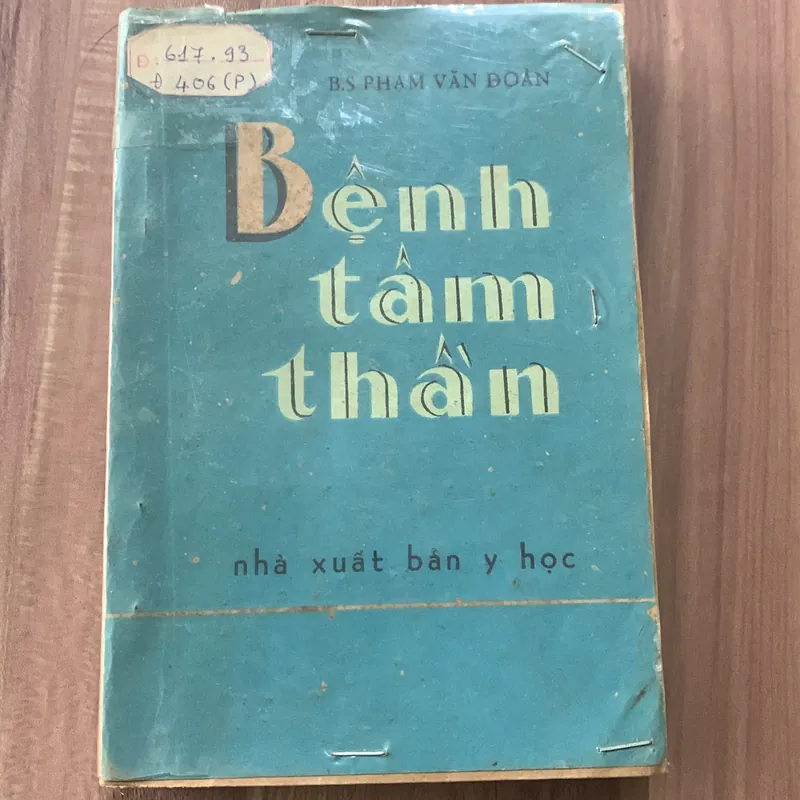 Đ: 617.93
Đ 406 (P)
B.S PHẠM VĂN ĐOÀN
Bệnh
tâm
thần
nhà xuất bản y học